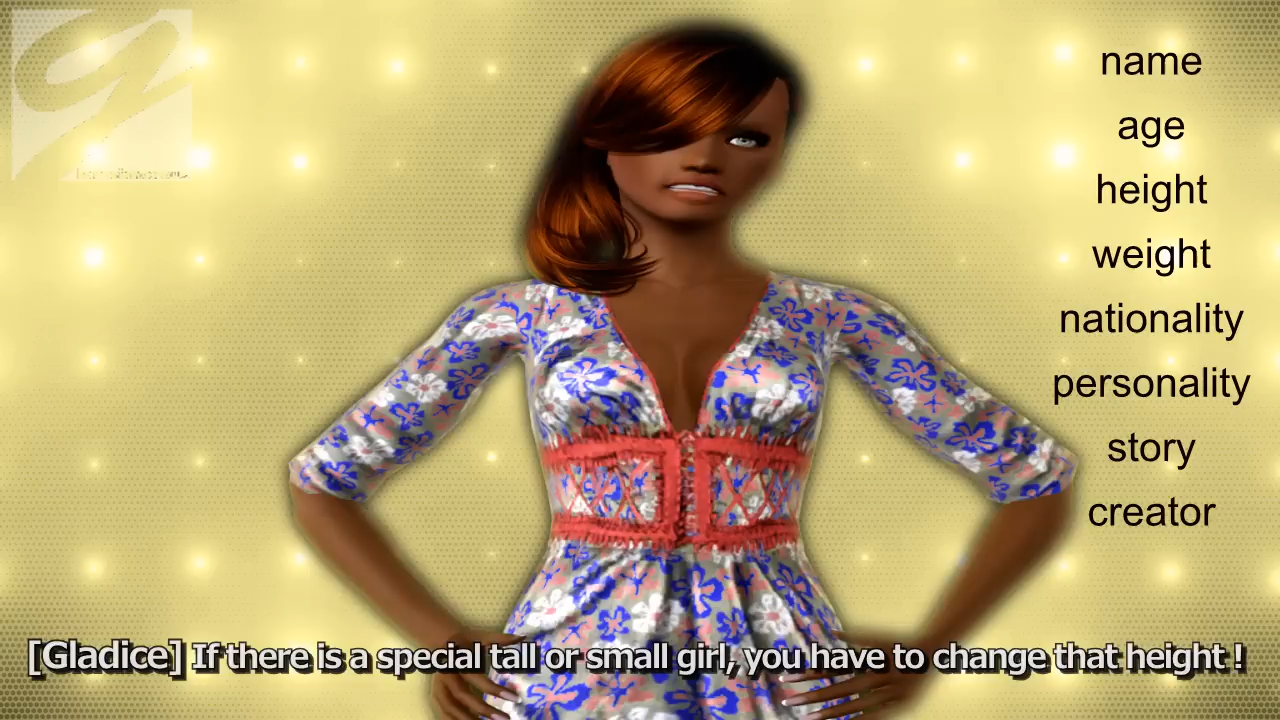 name
age
height
weight
nationality
personality
story
creator
[Gladice] If there is a special tall or small girl, you have to change that height !